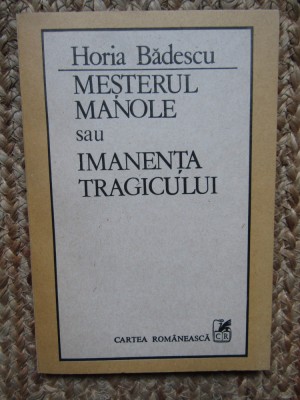 Horia Bădescu
MEȘTERUL
MANOLE
sau
IMANENȚA
TRAGICULUI
CARTEA ROMÂNEASCĂ
CR